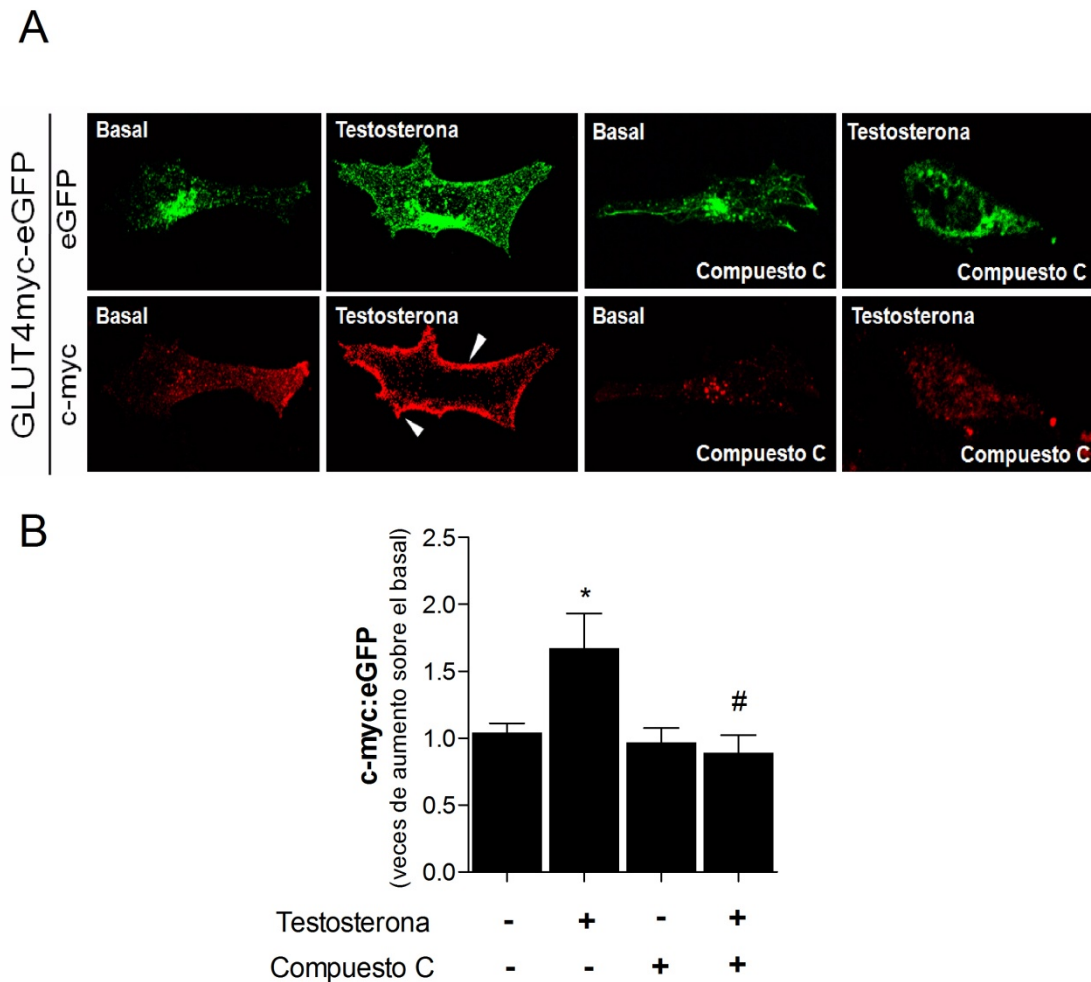 A
GLUT4myc-eGFP
eGFP
c-myc
Basal
Testosterona
Basal
Compuesto C
Testosterona
Compuesto C
Basal
Testosterona
Basal
Compuesto C
Testosterona
Compuesto C
B
c-myc:eGFP
(veces de aumento sobre el basal)
2.5
2.0
1.5
1.0
0.5
0.0
*
#
Testosterona - + - +
Compuesto C - - + +